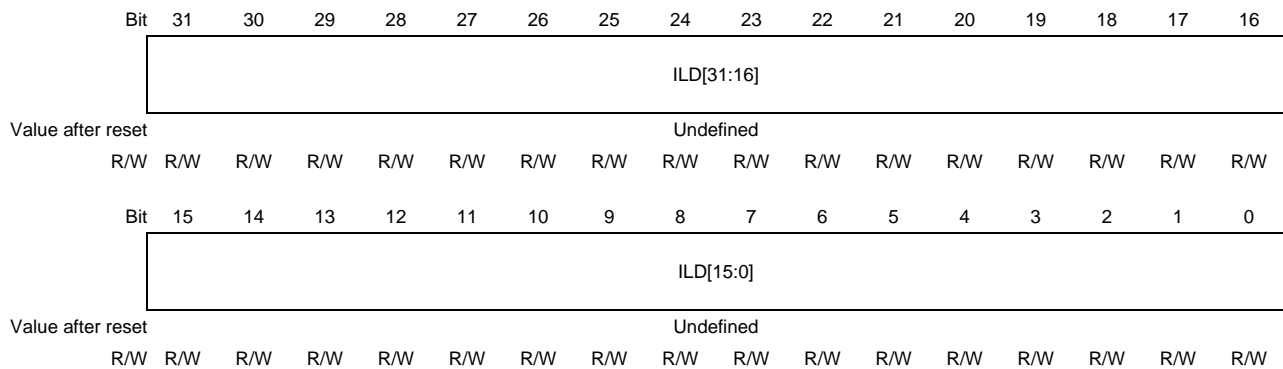 Bit 31 30 29 28 27 26 25 24 23 22 21 20 19 18 17 16
ILD[31:16]
Value after reset Undefined
R/W R/W R/W R/W R/W R/W R/W R/W R/W R/W R/W R/W R/W R/W R/W R/W R/W
Bit 15 14 13 12 11 10 9 8 7 6 5 4 3 2 1 0
ILD[15:0]
Value after reset Undefined
R/W R/W R/W R/W R/W R/W R/W R/W R/W R/W R/W R/W R/W R/W R/W R/W R/W